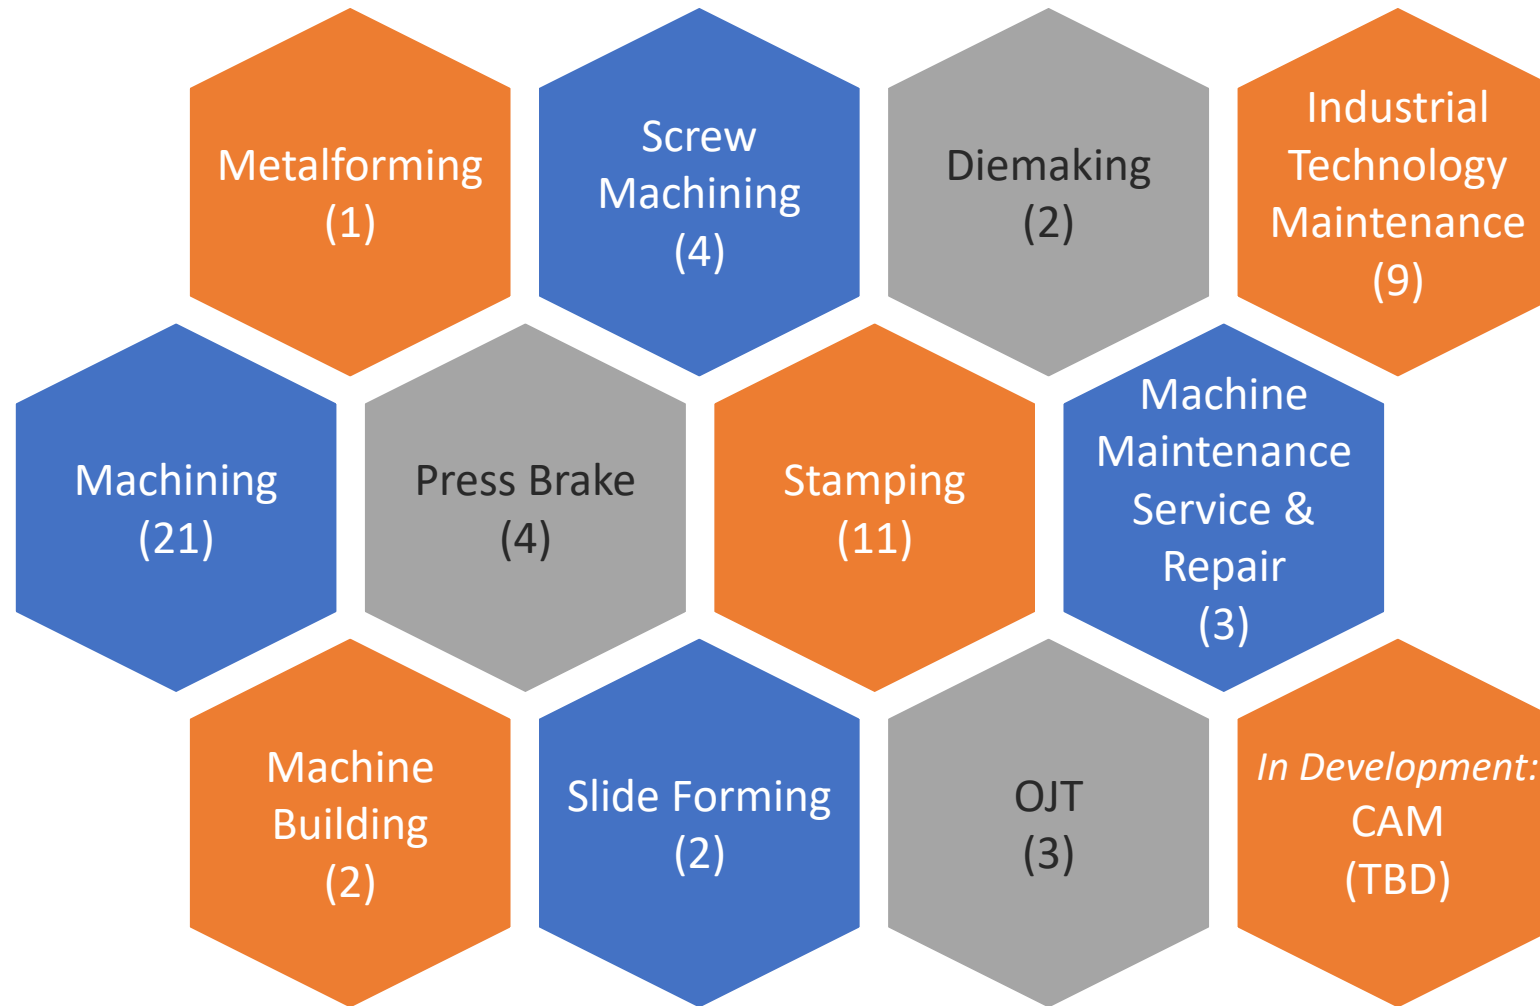 Metalforming
(1)
Screw
Machining
(4)
Diemaking
(2)
Industrial
Technology
Maintenance
(9)
Machining
(21)
Press Brake
(4)
Stamping
(11)
Machine
Maintenance
Service &
Repair
(3)
Machine
Building
(2)
Slide Forming
(2)
OJT
(3)
In Development:
CAM
(TBD)